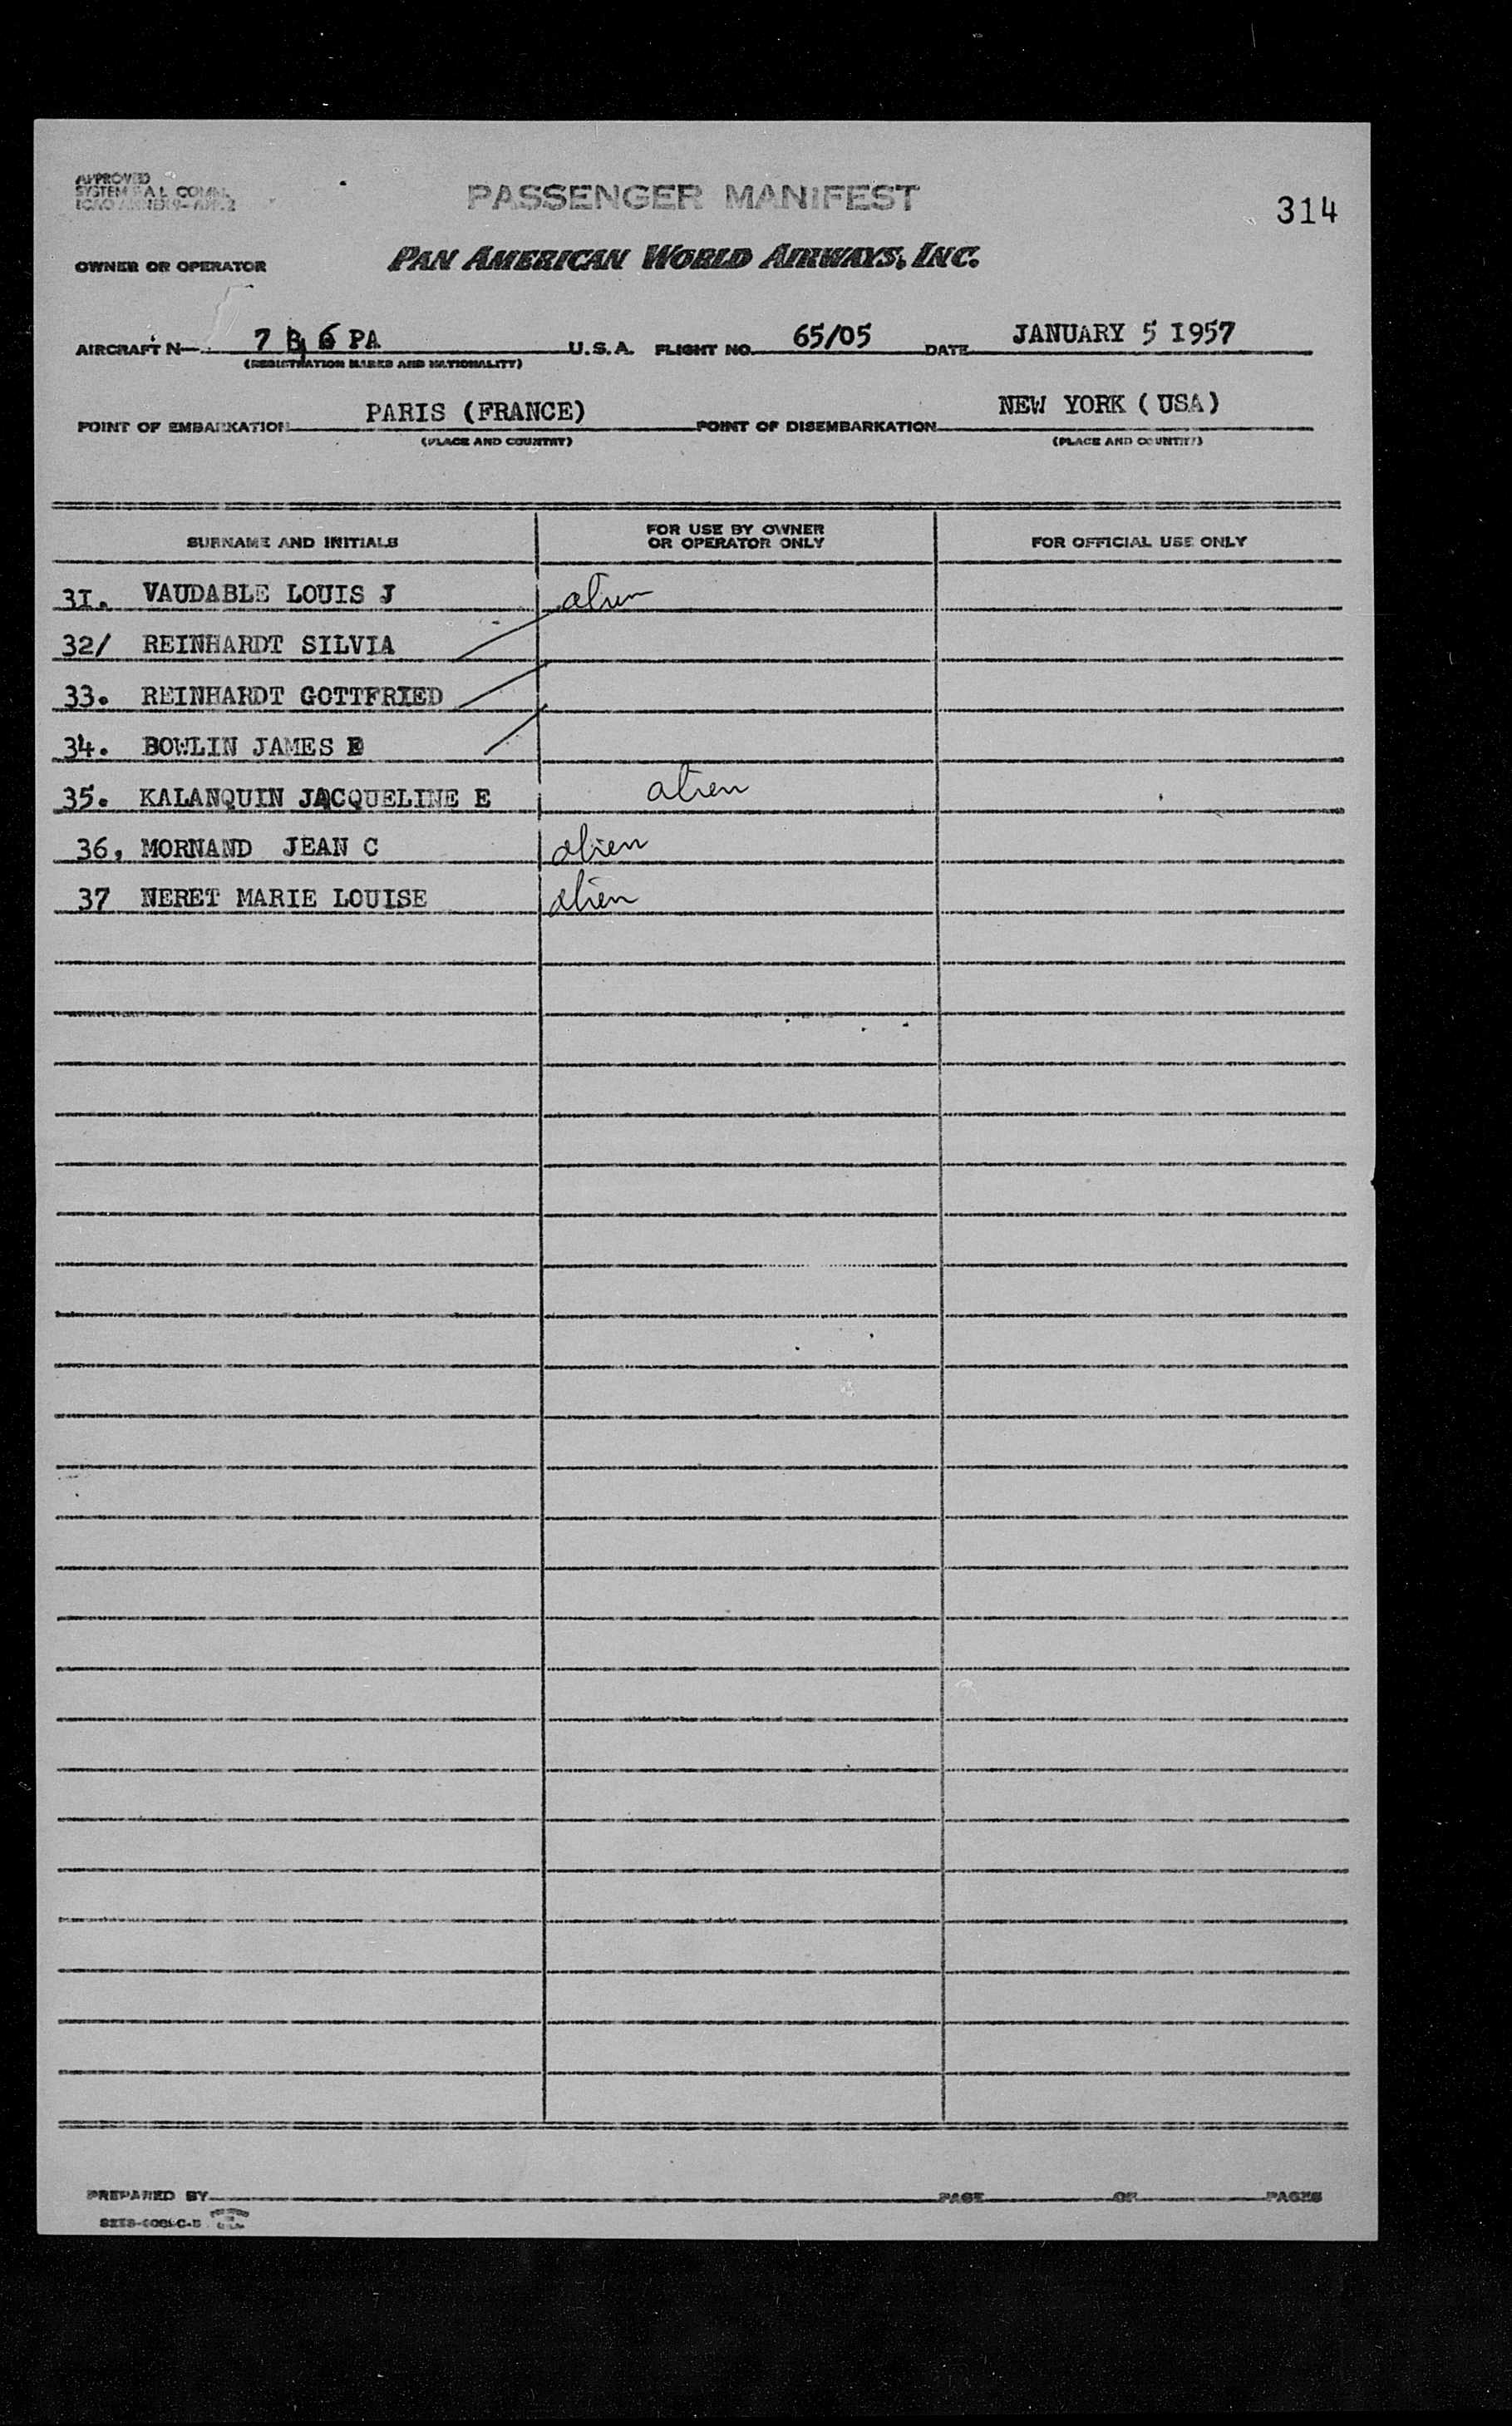 APPROVED
PASSENGER MANIFEST
314
OWNER OR OPERATOR PAN AMERICAN WORLD AIRWAYS, INC.
AIRCRAFT N 7 6 PA U.S.A. FLIGHT NO. 65/05 DATE JANUARY 5 1957
(REGISTRATION MARKS AND NATIONALITY)
POINT OF EMBARKATION PARIS (FRANCE) POINT OF DISEMBARKATION NEW YORK ( USA )
(PLACE AND COUNTRY) (PLACE AND COUNTRY)
SURNAME AND INITIALS FOR USE BY OWNER OR OPERATOR ONLY FOR OFFICIAL USE ONLY
31. VAUDABLE LOUIS J alien
32/ REINHARDT SILVIA
33. REINHARDT GOTTFRIED
34. BOWLIN JAMES E
35. KALANQUIN JACQUELINE E alien
36, MORNAND JEAN C alien
37 NERET MARIE LOUISE alien
PREPARED BY PAGE OF PAGES